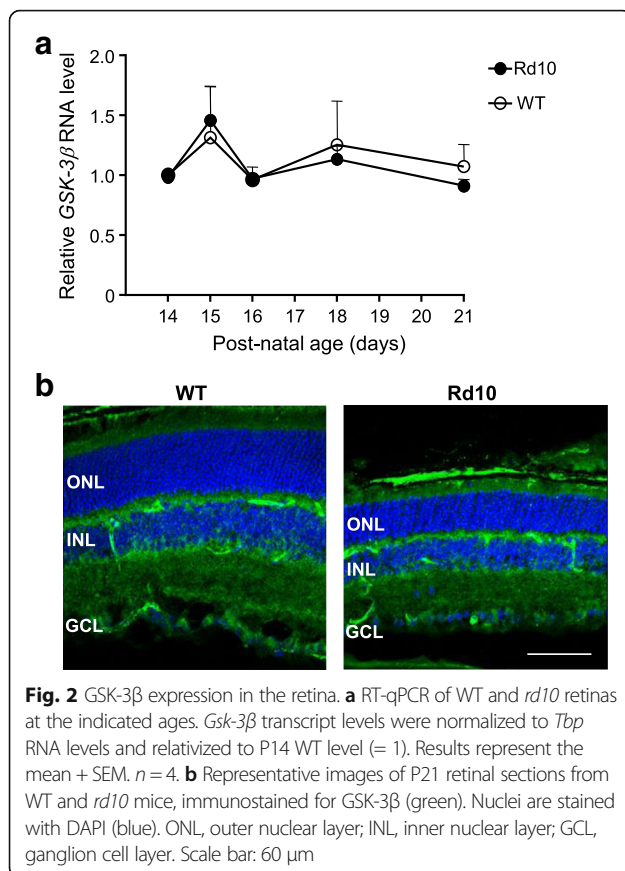 a
2.0
1.5
1.0
0.5
0
Relative GSK-3β RNA level
14 15 16 17 18 19 20 21
Post-natal age (days)
Rd10
WT
b
WT Rd10
ONL
INL
GCL
ONL
INL
GCL
Fig. 2 GSK-3β expression in the retina. a RT-qPCR of WT and rd10 retinas
at the indicated ages. Gsk-3β transcript levels were normalized to Tbp
RNA levels and relativized to P14 WT level (= 1). Results represent the
mean + SEM. n = 4. b Representative images of P21 retinal sections from
WT and rd10 mice, immunostained for GSK-3β (green). Nuclei are stained
with DAPI (blue). ONL, outer nuclear layer; INL, inner nuclear layer; GCL,
ganglion cell layer. Scale bar: 60 μm